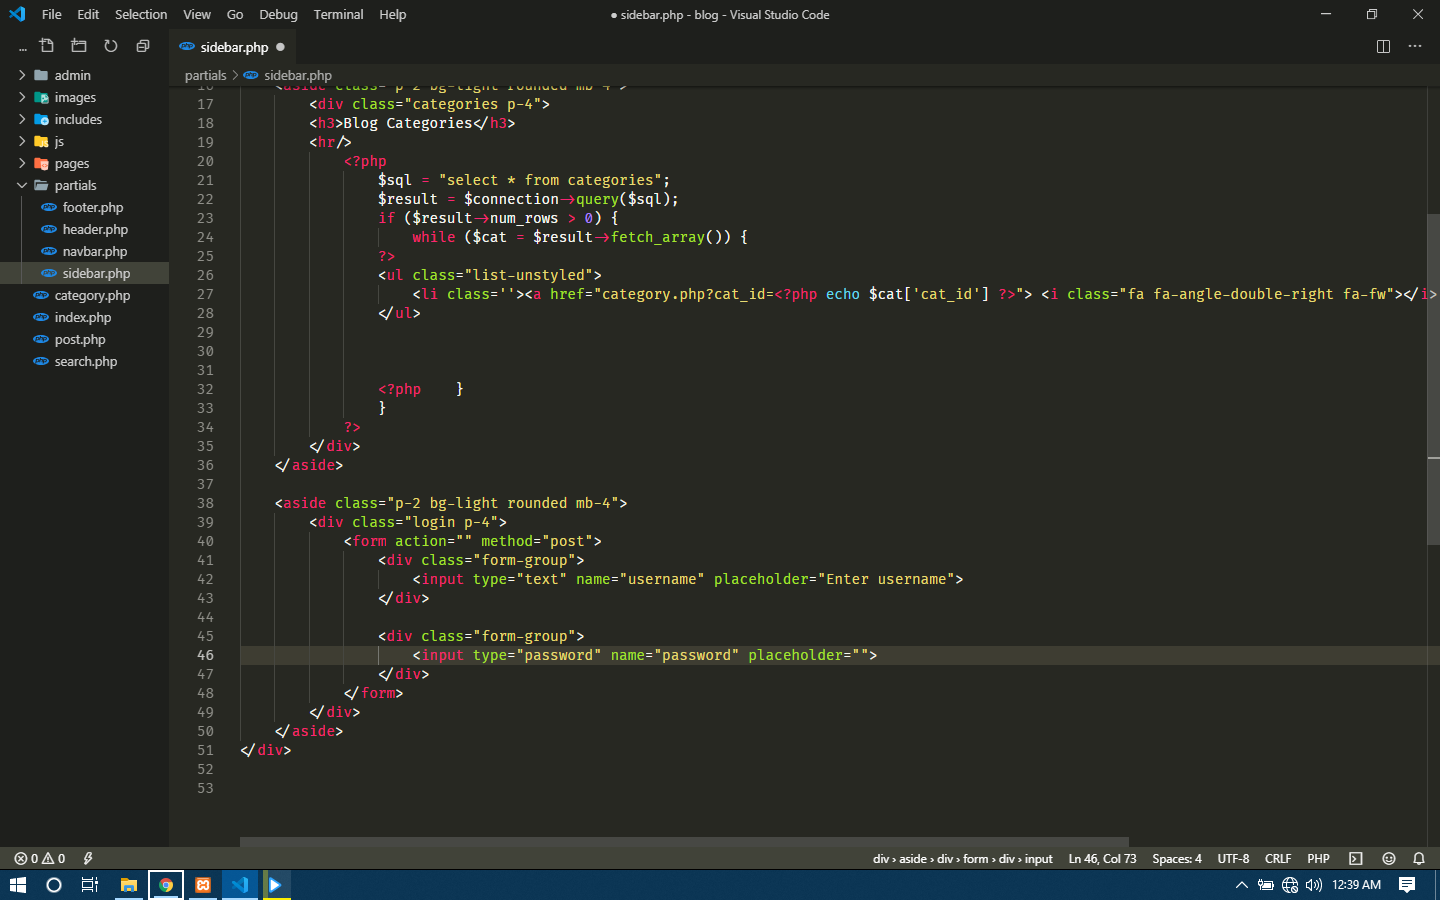 File Edit Selection View Go Debug Terminal Help
● sidebar.php - blog - Visual Studio Code
...
sidebar.php
partials > sidebar.php
admin
images
includes
js
pages
partials
footer.php
header.php
navbar.php
sidebar.php
category.php
index.php
post.php
search.php
16 <aside class="p-2 bg-light rounded mb-4">
17 <div class="categories p-4">
18 <h3>Blog Categories</h3>
19 <hr/>
20 <?php
21 $sql = "select * from categories";
22 $result = $connection->query($sql);
23 if ($result->num_rows > 0) {
24 while ($cat = $result->fetch_array()) {
25 ?>
26 <ul class="list-unstyled">
27 <li class=''><a href="category.php?cat_id=<?php echo $cat['cat_id'] ?>"> <i class="fa fa-angle-double-right fa-fw"></i>
28 </ul>
29
30
31
32 <?php }
33 }
34 ?>
35 </div>
36 </aside>
37
38 <aside class="p-2 bg-light rounded mb-4">
39 <div class="login p-4">
40 <form action="" method="post">
41 <div class="form-group">
42 <input type="text" name="username" placeholder="Enter username">
43 </div>
44
45 <div class="form-group">
46 <input type="password" name="password" placeholder="">
47 </div>
48 </form>
49 </div>
50 </aside>
51 </div>
52
53
0 0 div › aside › div › form › div › input Ln 46, Col 73 Spaces: 4 UTF-8 CRLF PHP
12:39 AM